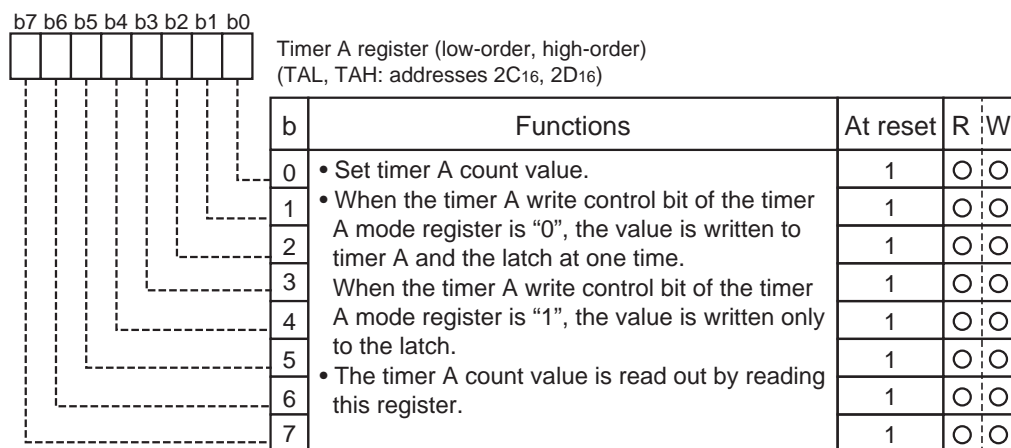 b7 b6 b5 b4 b3 b2 b1 b0
Timer A register (low-order, high-order)
(TAL, TAH: addresses 2C16, 2D16)
b Functions At reset R W
0 • Set timer A count value. 1 ○ ○
1 • When the timer A write control bit of the timer 1 ○ ○
A mode register is “0”, the value is written to
2 timer A and the latch at one time. 1 ○ ○
3 When the timer A write control bit of the timer 1 ○ ○
4 A mode register is “1”, the value is written only 1 ○ ○
to the latch.
5 • The timer A count value is read out by reading 1 ○ ○
6 this register. 1 ○ ○
7 1 ○ ○